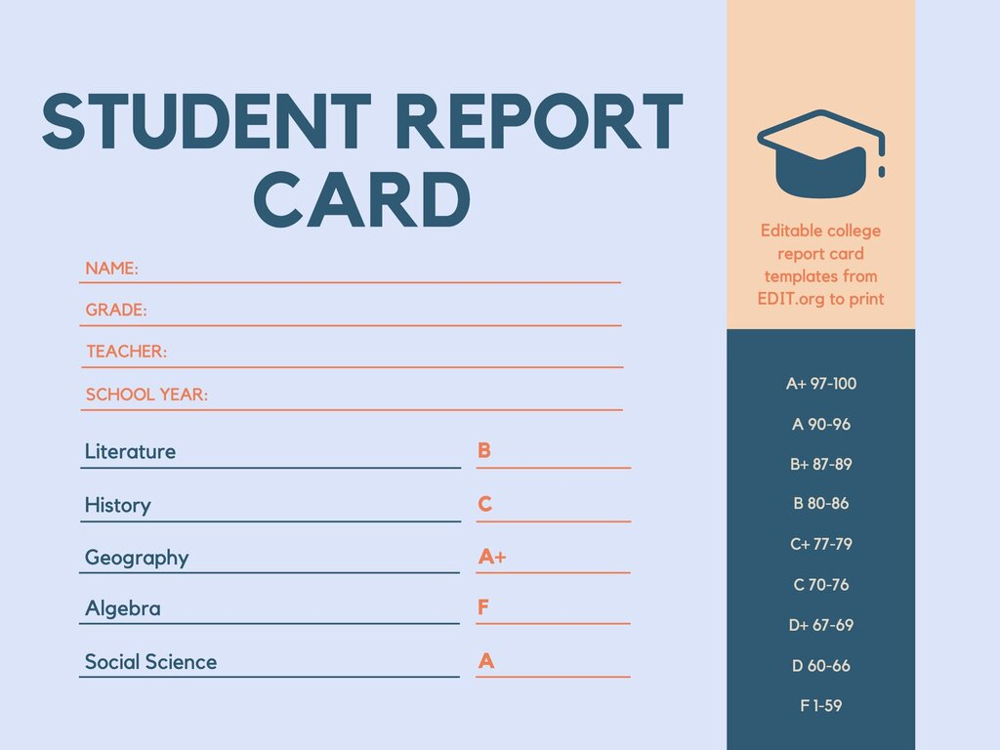 STUDENT REPORT
CARD
NAME:
GRADE:
TEACHER:
SCHOOL YEAR:
Literature B
History C
Geography A+
Algebra F
Social Science A
Editable college
report card
templates from
EDIT.org to print
A+ 97-100
A 90-96
B+ 87-89
B 80-86
C+ 77-79
C 70-76
D+ 67-69
D 60-66
F 1-59